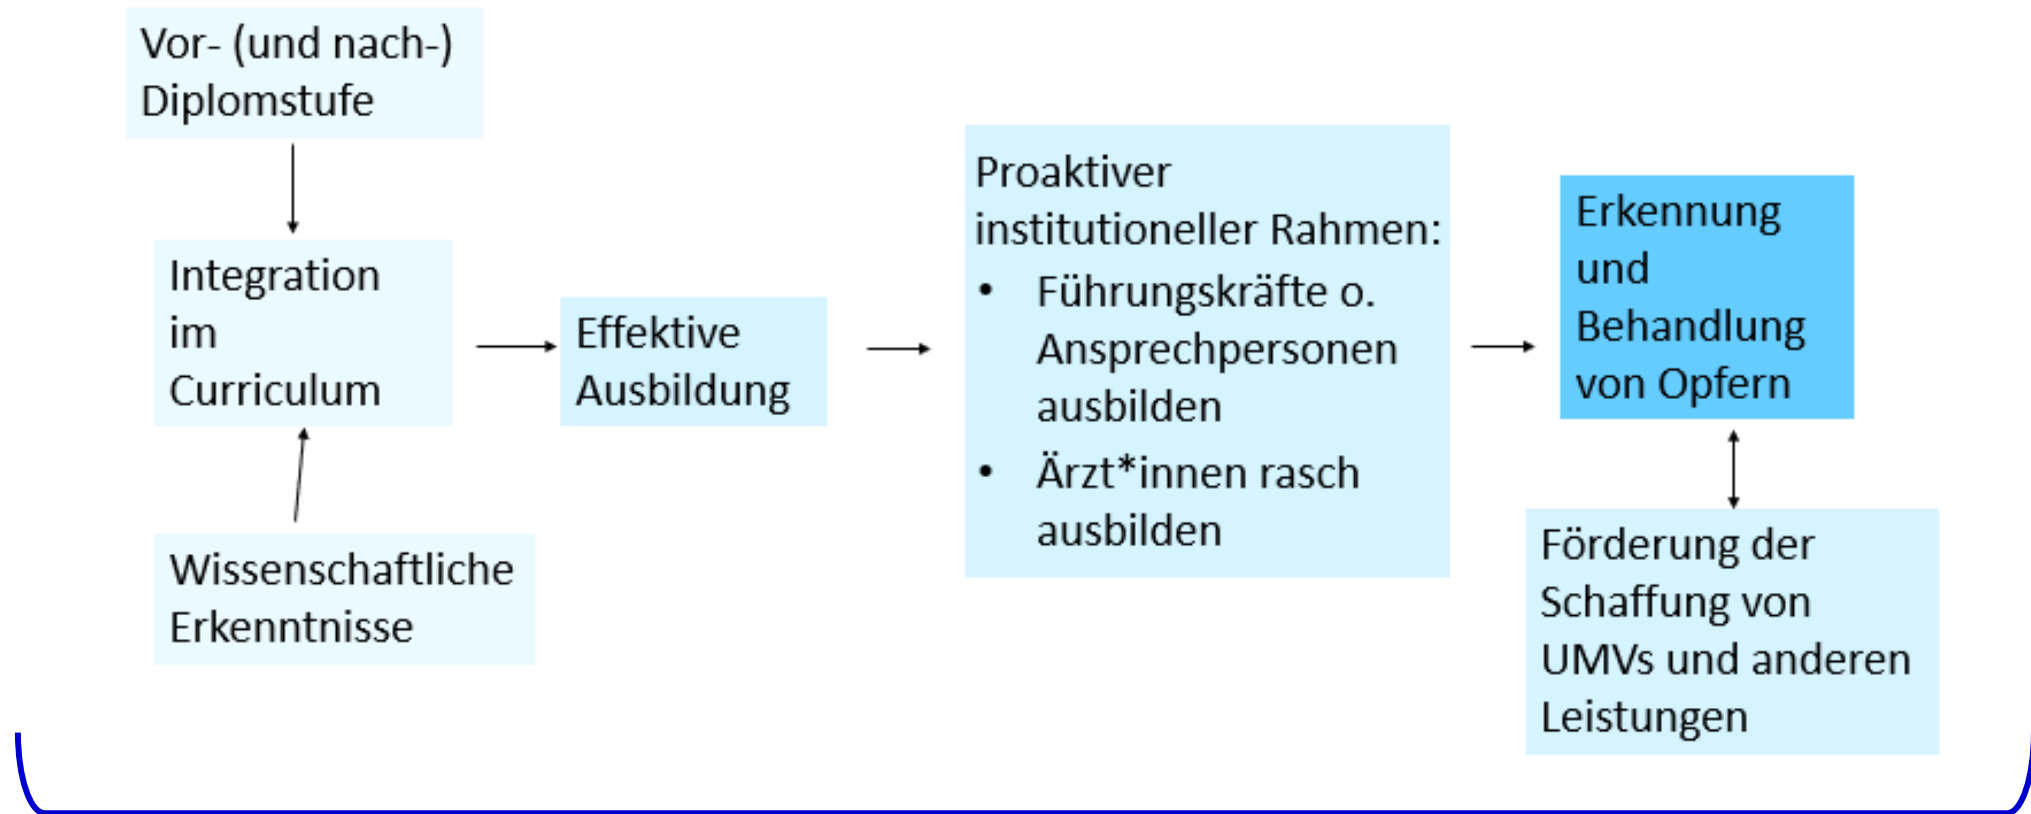 Vor- (und nach-)
Diplomstufe
Integration
im
Curriculum
Wissenschaftliche
Erkenntnisse
Effektive
Ausbildung
Proaktiver
institutioneller Rahmen:
• Führungskräfte o.
Ansprechpersonen
ausbilden
• Ärzt*innen rasch
ausbilden
Erkennung
und
Behandlung
von Opfern
Förderung der
Schaffung von
UMVs und anderen
Leistungen